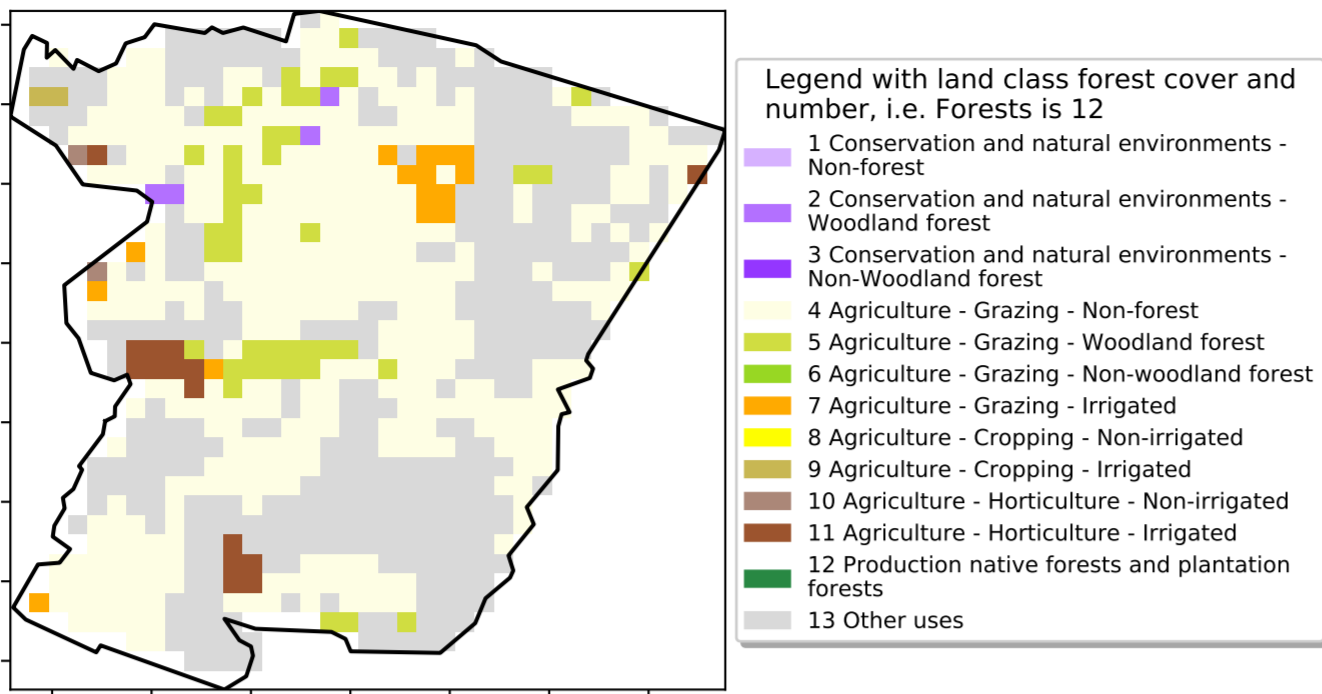 Legend with land class forest cover and
number, i.e. Forests is 12
1 Conservation and natural environments -
Non-forest
2 Conservation and natural environments -
Woodland forest
3 Conservation and natural environments -
Non-Woodland forest
4 Agriculture - Grazing - Non-forest
5 Agriculture - Grazing - Woodland forest
6 Agriculture - Grazing - Non-woodland forest
7 Agriculture - Grazing - Irrigated
8 Agriculture - Cropping - Non-irrigated
9 Agriculture - Cropping - Irrigated
10 Agriculture - Horticulture - Non-irrigated
11 Agriculture - Horticulture - Irrigated
12 Production native forests and plantation
forests
13 Other uses